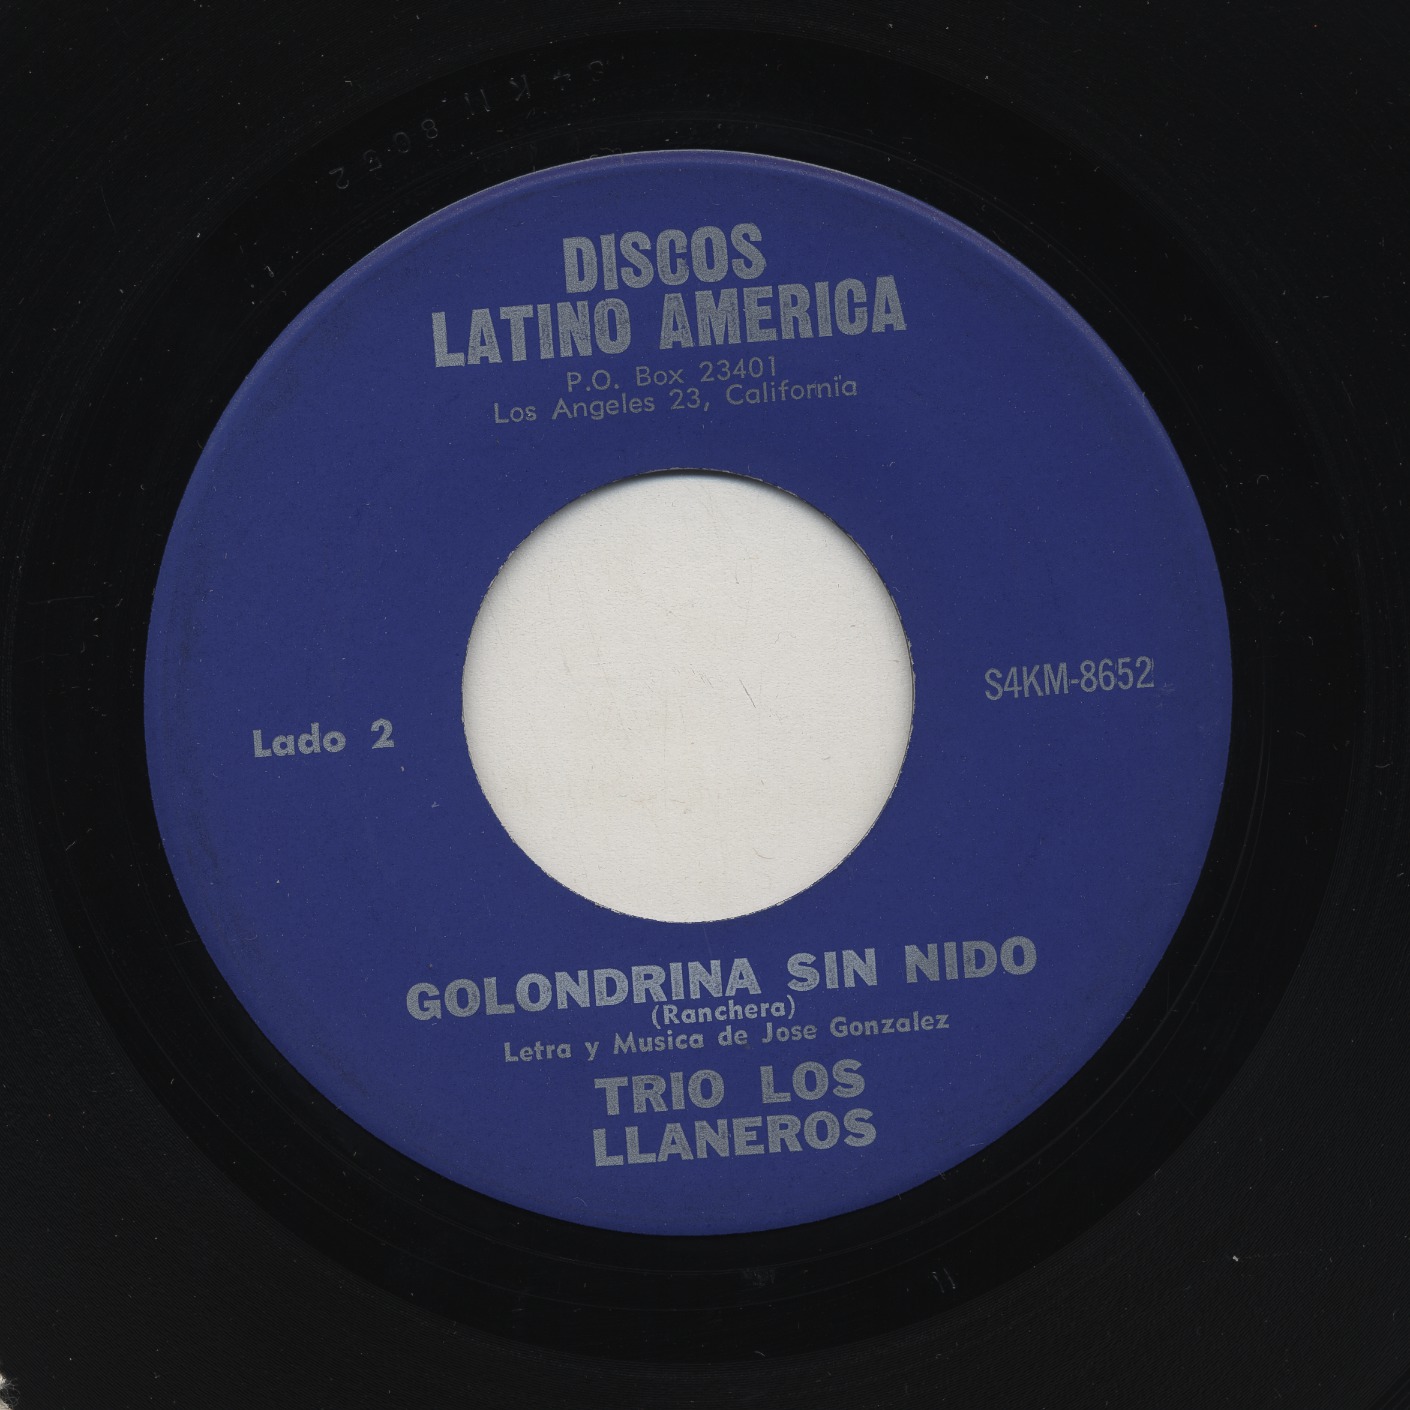 DISCOS
LATINO AMERICA
P.O. Box 23401
Los Angeles 23, California
S4KM-8652
Lado 2
GOLONDRINA SIN NIDO
(Ranchera)
Letra y Musica de Jose Gonzalez
TRIO LOS
LLANEROS